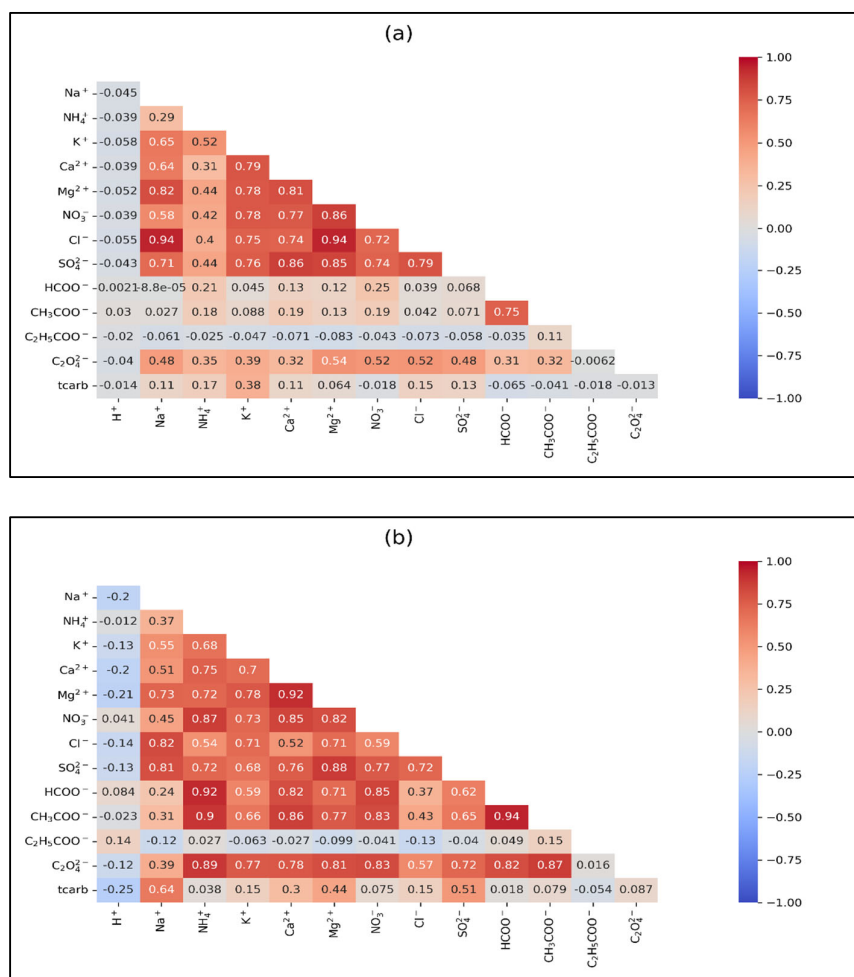 (a)
Na⁺ -0.045
NH₄⁺ -0.039 0.29
K⁺ -0.058 0.65 0.52
Ca²⁺ -0.039 0.64 0.31 0.79
Mg²⁺ -0.052 0.82 0.44 0.78 0.81
NO₃⁻ -0.039 0.58 0.42 0.78 0.77 0.86
Cl⁻ -0.055 0.94 0.4 0.75 0.74 0.94 0.72
SO₄²⁻ -0.043 0.71 0.44 0.76 0.86 0.85 0.74 0.79
HCOO⁻ 0.0021 -8.8e-05 0.21 0.045 0.13 0.12 0.25 0.039 0.068
CH₃COO⁻ 0.03 0.027 0.18 0.088 0.19 0.13 0.19 0.042 0.071 0.75
C₂H₅COO⁻ -0.02 -0.061 -0.025 -0.047 -0.071 -0.083 -0.043 -0.073 -0.058 -0.035 0.11
C₂O₄²⁻ -0.04 0.48 0.35 0.39 0.32 0.54 0.52 0.52 0.48 0.31 0.32 -0.0062
tcarb -0.014 0.11 0.17 0.38 0.11 0.064 -0.018 0.15 0.13 -0.065 -0.041 -0.018 -0.013
H⁺ Na⁺ NH₄⁺ K⁺ Ca²⁺ Mg²⁺ NO₃⁻ Cl⁻ SO₄²⁻ HCOO⁻ CH₃COO⁻ C₂H₅COO⁻ C₂O₄²⁻
1.00
0.75
0.50
0.25
0.00
-0.25
-0.50
-0.75
-1.00
(b)
Na⁺ -0.2
NH₄⁺ -0.012 0.37
K⁺ -0.13 0.55 0.68
Ca²⁺ -0.2 0.51 0.75 0.7
Mg²⁺ -0.21 0.73 0.72 0.78 0.92
NO₃⁻ 0.041 0.45 0.87 0.73 0.85 0.82
Cl⁻ -0.14 0.82 0.54 0.71 0.52 0.71 0.59
SO₄²⁻ -0.13 0.81 0.72 0.68 0.76 0.88 0.77 0.72
HCOO⁻ 0.084 0.24 0.92 0.59 0.82 0.71 0.85 0.37 0.62
CH₃COO⁻ -0.023 0.31 0.9 0.66 0.86 0.77 0.83 0.43 0.65 0.94
C₂H₅COO⁻ 0.14 -0.12 0.027 -0.063 -0.027 -0.099 -0.041 -0.13 -0.04 0.049 0.15
C₂O₄²⁻ -0.12 0.39 0.89 0.77 0.78 0.81 0.83 0.57 0.72 0.82 0.87 0.016
tcarb -0.25 0.64 0.038 0.15 0.3 0.44 0.075 0.15 0.51 0.018 0.079 -0.054 0.087
H⁺ Na⁺ NH₄⁺ K⁺ Ca²⁺ Mg²⁺ NO₃⁻ Cl⁻ SO₄²⁻ HCOO⁻ CH₃COO⁻ C₂H₅COO⁻ C₂O₄²⁻
1.00
0.75
0.50
0.25
0.00
-0.25
-0.50
-0.75
-1.00